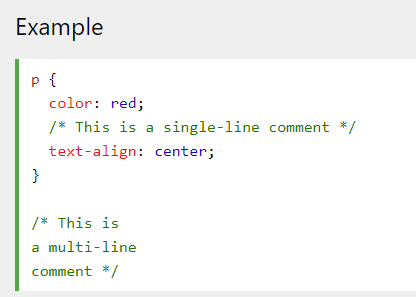 Example
p {
  color: red;
  /* This is a single-line comment */
  text-align: center;
}
/* This is
a multi-line
comment */